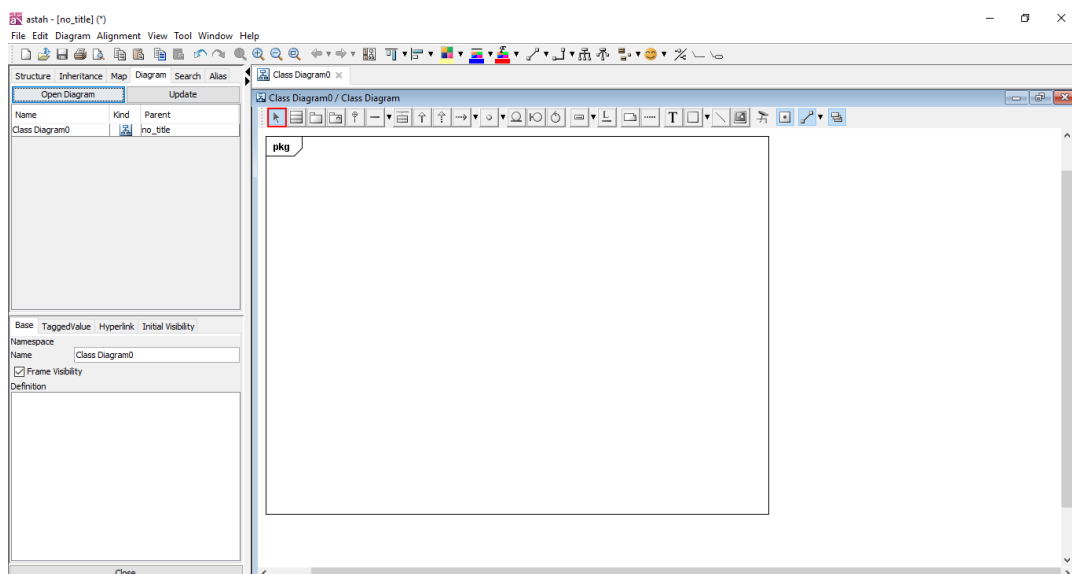 astah - [no_title] (*)
File Edit Diagram Alignment View Tool Window Help
Structure Inheritance Map Diagram Search Alias
Class Diagram0
Open Diagram Update
Class Diagram0 / Class Diagram
Name Kind Parent
Class Diagram0 no_title
T
pkg
Base TaggedValue Hyperlink Initial Visibility
Namespace
Name Class Diagram0
Frame Visibility
Definition
Close